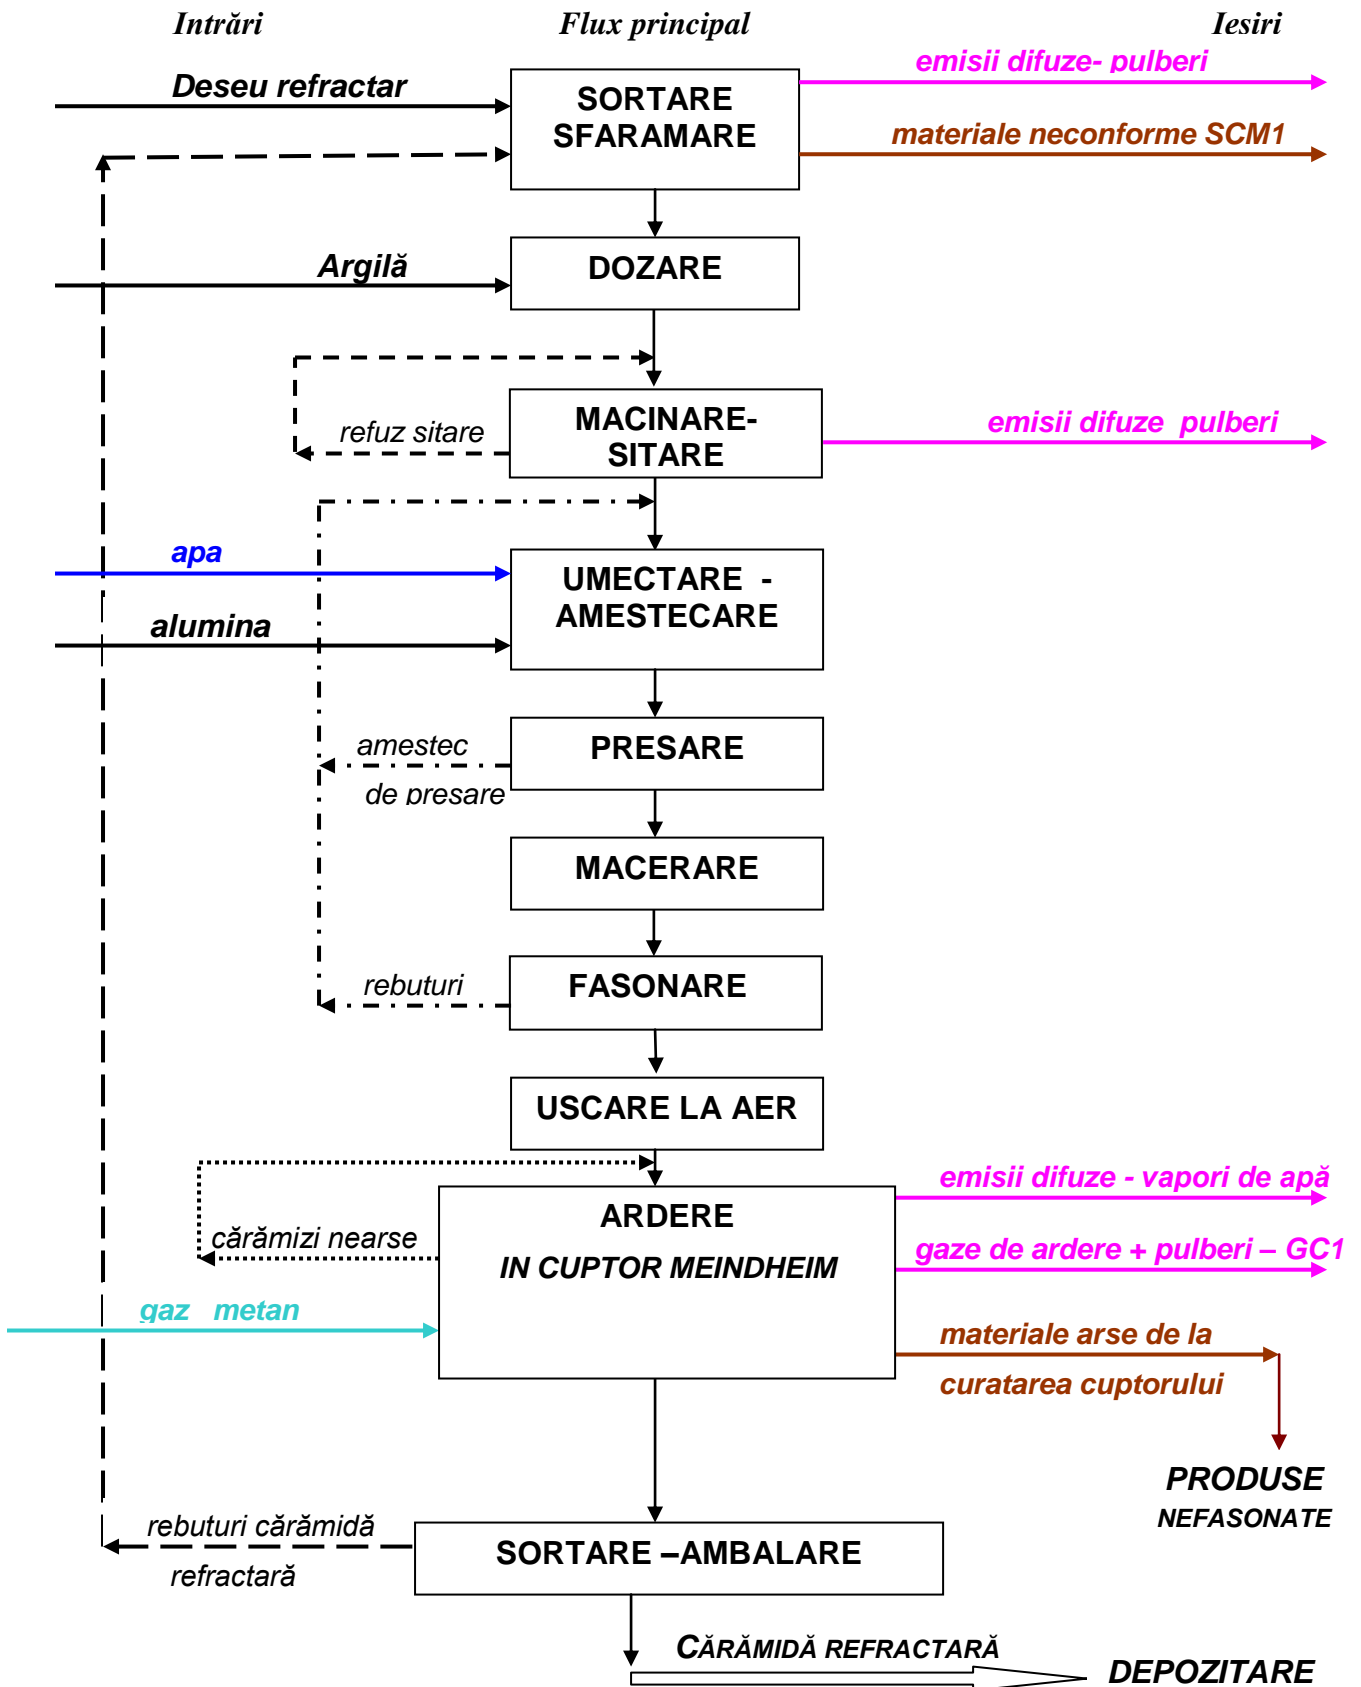 Intrări Flux principal Iesiri
emisii difuze- pulberi
Deseu refractar
SORTARE
SFARAMARE
materiale neconforme SCM1
Argilă
DOZARE
MACINARE-
SITARE
refuz sitare
emisii difuze pulberi
apa
UMECTARE -
AMESTECARE
alumina
PRESARE
amestec
de presare
MACERARE
FASONARE
rebuturi
USCARE LA AER
emisii difuze - vapori de apă
ARDERE
cărămizi nearse
IN CUPTOR MEINDHEIM
gaze de ardere + pulberi – GC1
gaz metan
materiale arse de la
curatarea cuptorului
PRODUSE
NEFASONATE
rebuturi cărămidă
refractară
SORTARE –AMBALARE
CĂRĂMIDĂ REFRACTARĂ
DEPOZITARE